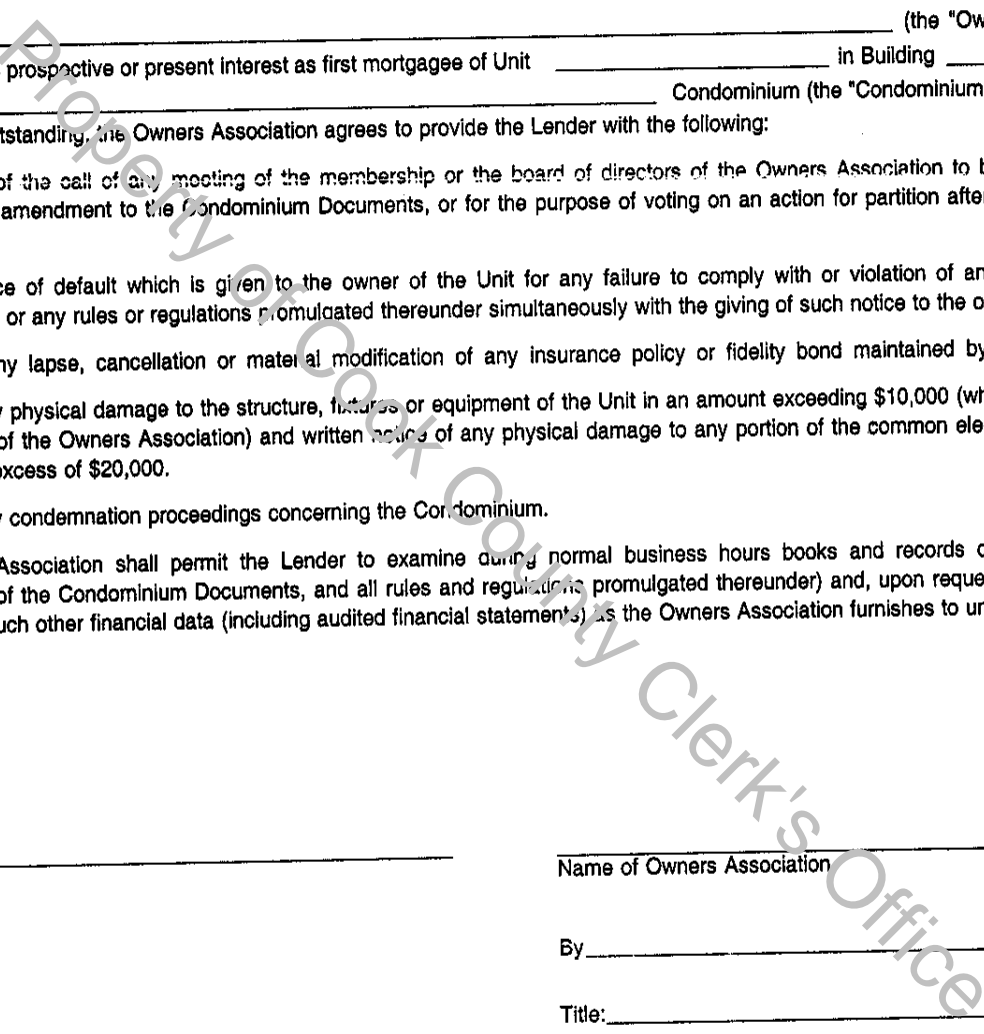 (the "Ow
prospective or present interest as first mortgagee of Unit ____ in Building ____
Condominium (the "Condominium
tstanding, the Owners Association agrees to provide the Lender with the following:
of the call of any meeting of the membership or the board of directors of the Owners Association to b
amendment to the Condominium Documents, or for the purpose of voting on an action for partition afte
ce of default which is given to the owner of the Unit for any failure to comply with or violation of an
or any rules or regulations promulgated thereunder simultaneously with the giving of such notice to the o
ny lapse, cancellation or material modification of any insurance policy or fidelity bond maintained by
y physical damage to the structure, fixtures or equipment of the Unit in an amount exceeding $10,000 (wh
of the Owners Association) and written notice of any physical damage to any portion of the common ele
excess of $20,000.
y condemnation proceedings concerning the Condominium.
Association shall permit the Lender to examine during normal business hours books and records o
of the Condominium Documents, and all rules and regulations promulgated thereunder) and, upon reque
uch other financial data (including audited financial statements) as the Owners Association furnishes to un
Name of Owners Association
By
Title:
Property of Cook County Clerk's Office